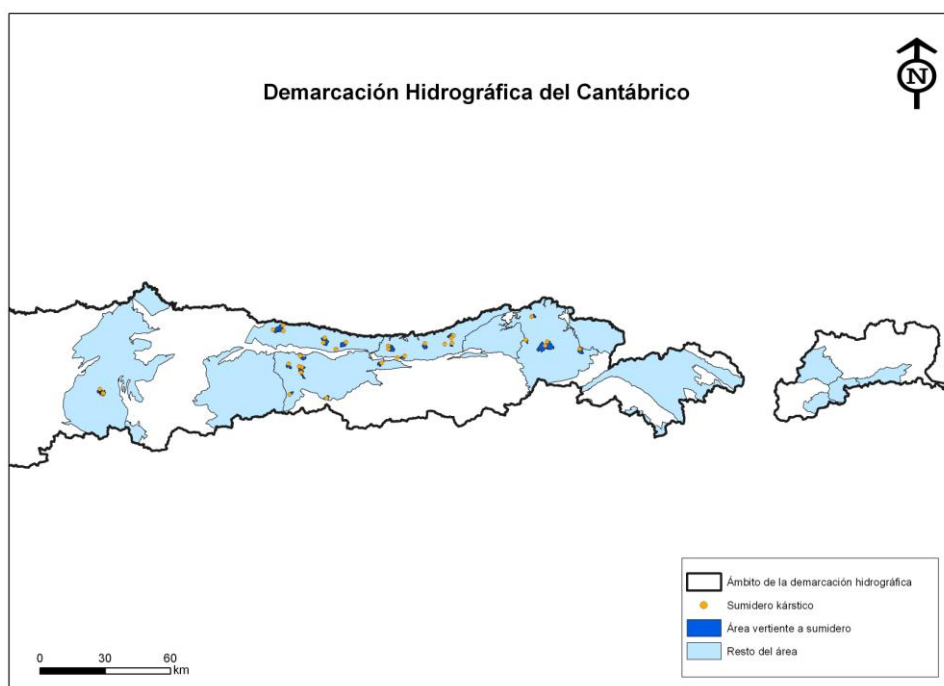 Demarcación Hidrográfica del Cantábrico
N
Ámbito de la demarcación hidrográfica
Sumidero kárstico
Área vertiente a sumidero
Resto del área
0 30 60
km